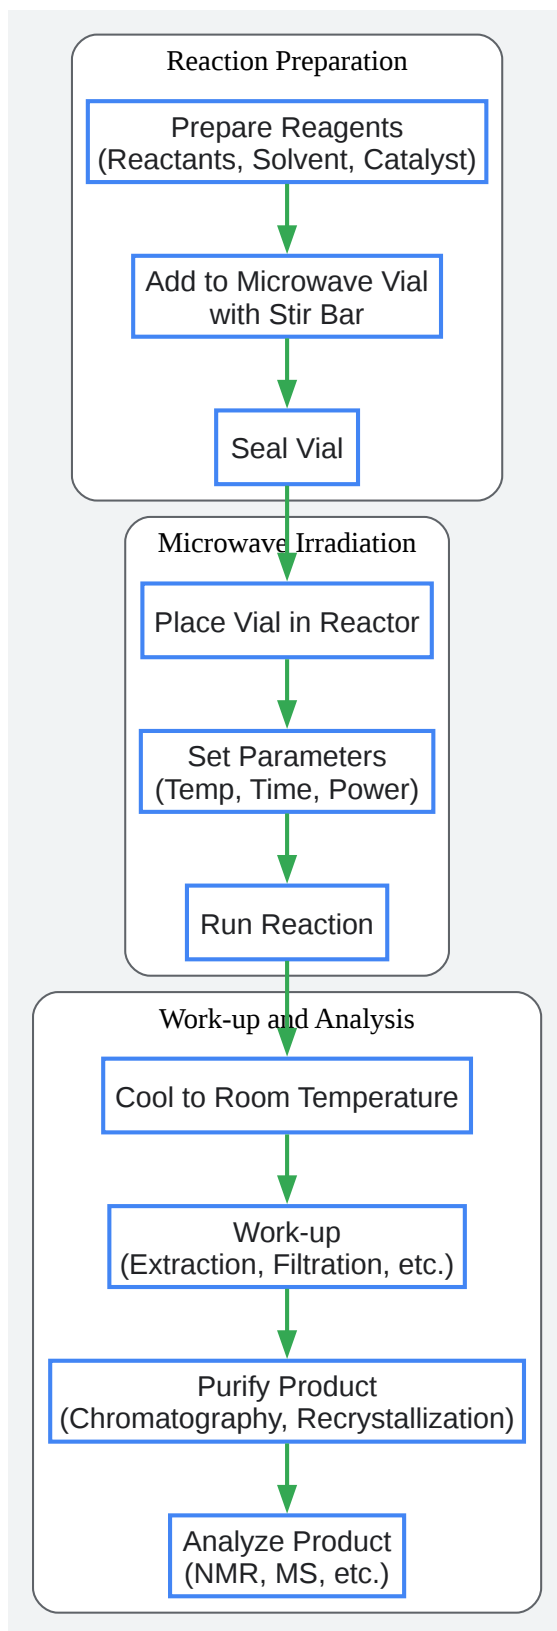 Reaction Preparation
Prepare Reagents
(Reactants, Solvent, Catalyst)
Add to Microwave Vial
with Stir Bar
Seal Vial
Microwave Irradiation
Place Vial in Reactor
Set Parameters
(Temp, Time, Power)
Run Reaction
Work-up and Analysis
Cool to Room Temperature
Work-up
(Extraction, Filtration, etc.)
Purify Product
(Chromatography, Recrystallization)
Analyze Product
(NMR, MS, etc.)